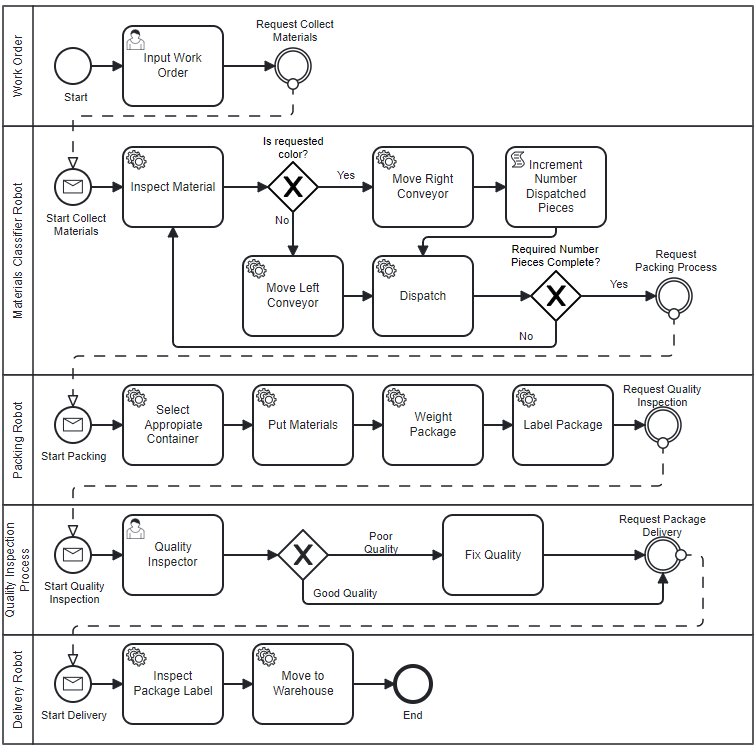 Work Order
Start
Input Work
Order
Request Collect
Materials
Materials Classifier Robot
Start Collect
Materials
Inspect Material
Is requested
color?
Yes
No
Move Right
Conveyor
Increment
Number
Dispatched
Pieces
Move Left
Conveyor
Dispatch
Required Number
Pieces Complete?
Yes
No
Request
Packing Process
Packing Robot
Start Packing
Select
Appropiate
Container
Put Materials
Weight
Package
Label Package
Request Quality
Inspection
Quality Inspection
Process
Start Quality
Inspection
Quality
Inspector
Poor
Quality
Good Quality
Fix Quality
Request Package
Delivery
Delivery Robot
Start Delivery
Inspect
Package Label
Move to
Warehouse
End